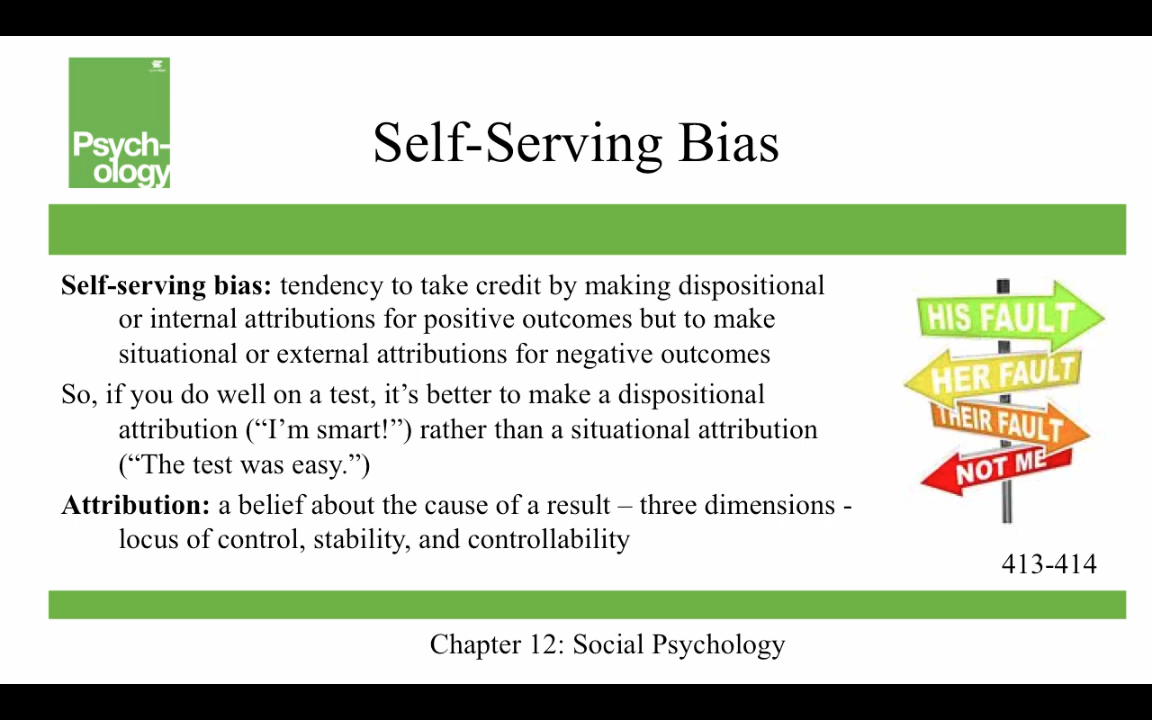 Psych-
ology
Self-Serving Bias
Self-serving bias: tendency to take credit by making dispositional
or internal attributions for positive outcomes but to make
situational or external attributions for negative outcomes
So, if you do well on a test, it’s better to make a dispositional
attribution (“I’m smart!”) rather than a situational attribution
(“The test was easy.”)
Attribution: a belief about the cause of a result – three dimensions -
locus of control, stability, and controllability
HIS FAULT
HER FAULT
THEIR FAULT
NOT ME
413-414
Chapter 12: Social Psychology